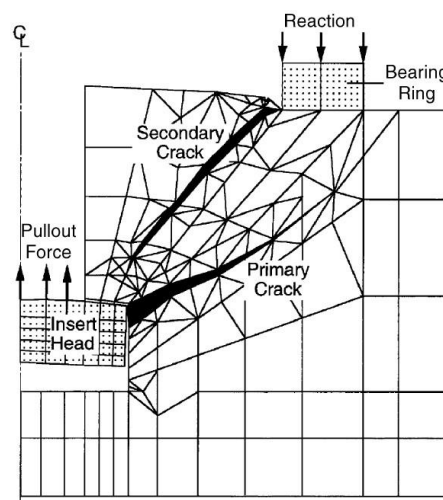 ℄
Reaction
Bearing
Ring
Secondary
Crack
Pullout
Force
Primary
Crack
Insert
Head